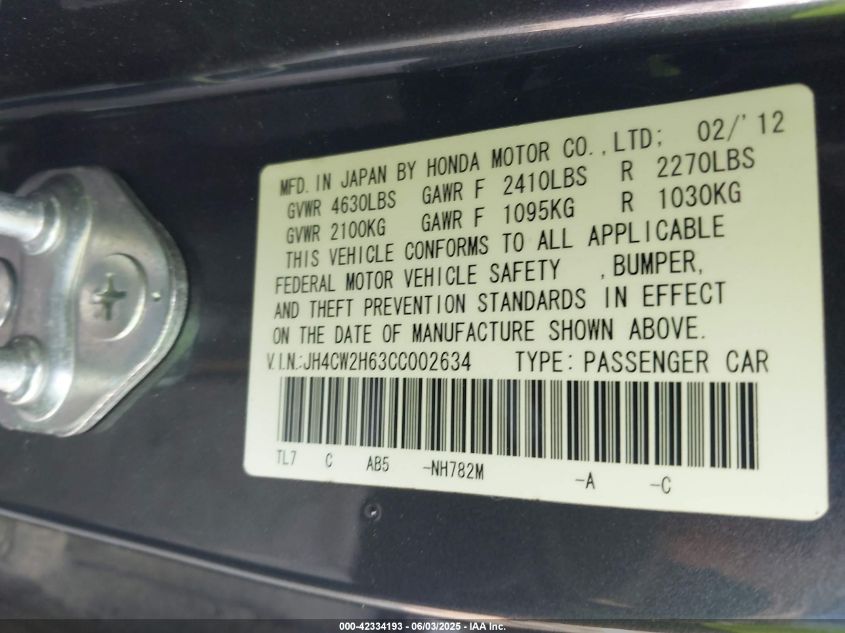 MFD. IN JAPAN BY HONDA MOTOR CO.,LTD; 02/'12
GVWR 4630LBS GAWR F 2410LBS R 2270LBS
GVWR 2100KG GAWR F 1095KG R 1030KG
THIS VEHICLE CONFORMS TO ALL APPLICABLE
FEDERAL MOTOR VEHICLE SAFETY , BUMPER,
AND THEFT PREVENTION STANDARDS IN EFFECT
ON THE DATE OF MANUFACTURE SHOWN ABOVE.
V.I.N.:JH4CW2H63CC002634 TYPE: PASSENGER CAR
TL7 C AB5 -NH782M -A -C
000-42334193 - 06/03/2025 - IAA Inc.